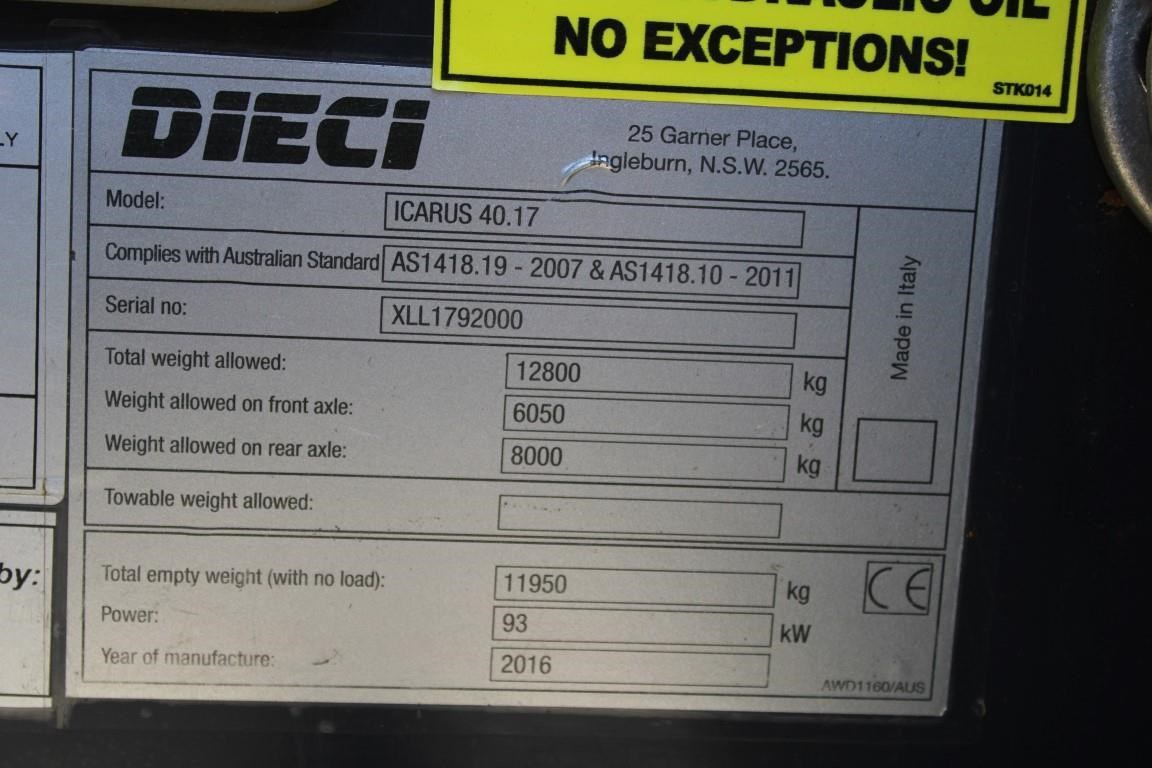 OIL
NO EXCEPTIONS!
STK014
LY
DIECI
25 Garner Place,
Ingleburn, N.S.W. 2565.
Model: ICARUS 40.17
Complies with Australian Standard AS1418.19 - 2007 & AS1418.10 - 2011
Serial no: XLL1792000
Total weight allowed: 12800 kg
Weight allowed on front axle: 6050 kg
Weight allowed on rear axle: 8000 kg
Made in Italy
Towable weight allowed:
by:
Total empty weight (with no load): 11950 kg
CE
Power: 93 kW
Year of manufacture: 2016
AWD1160/AUS